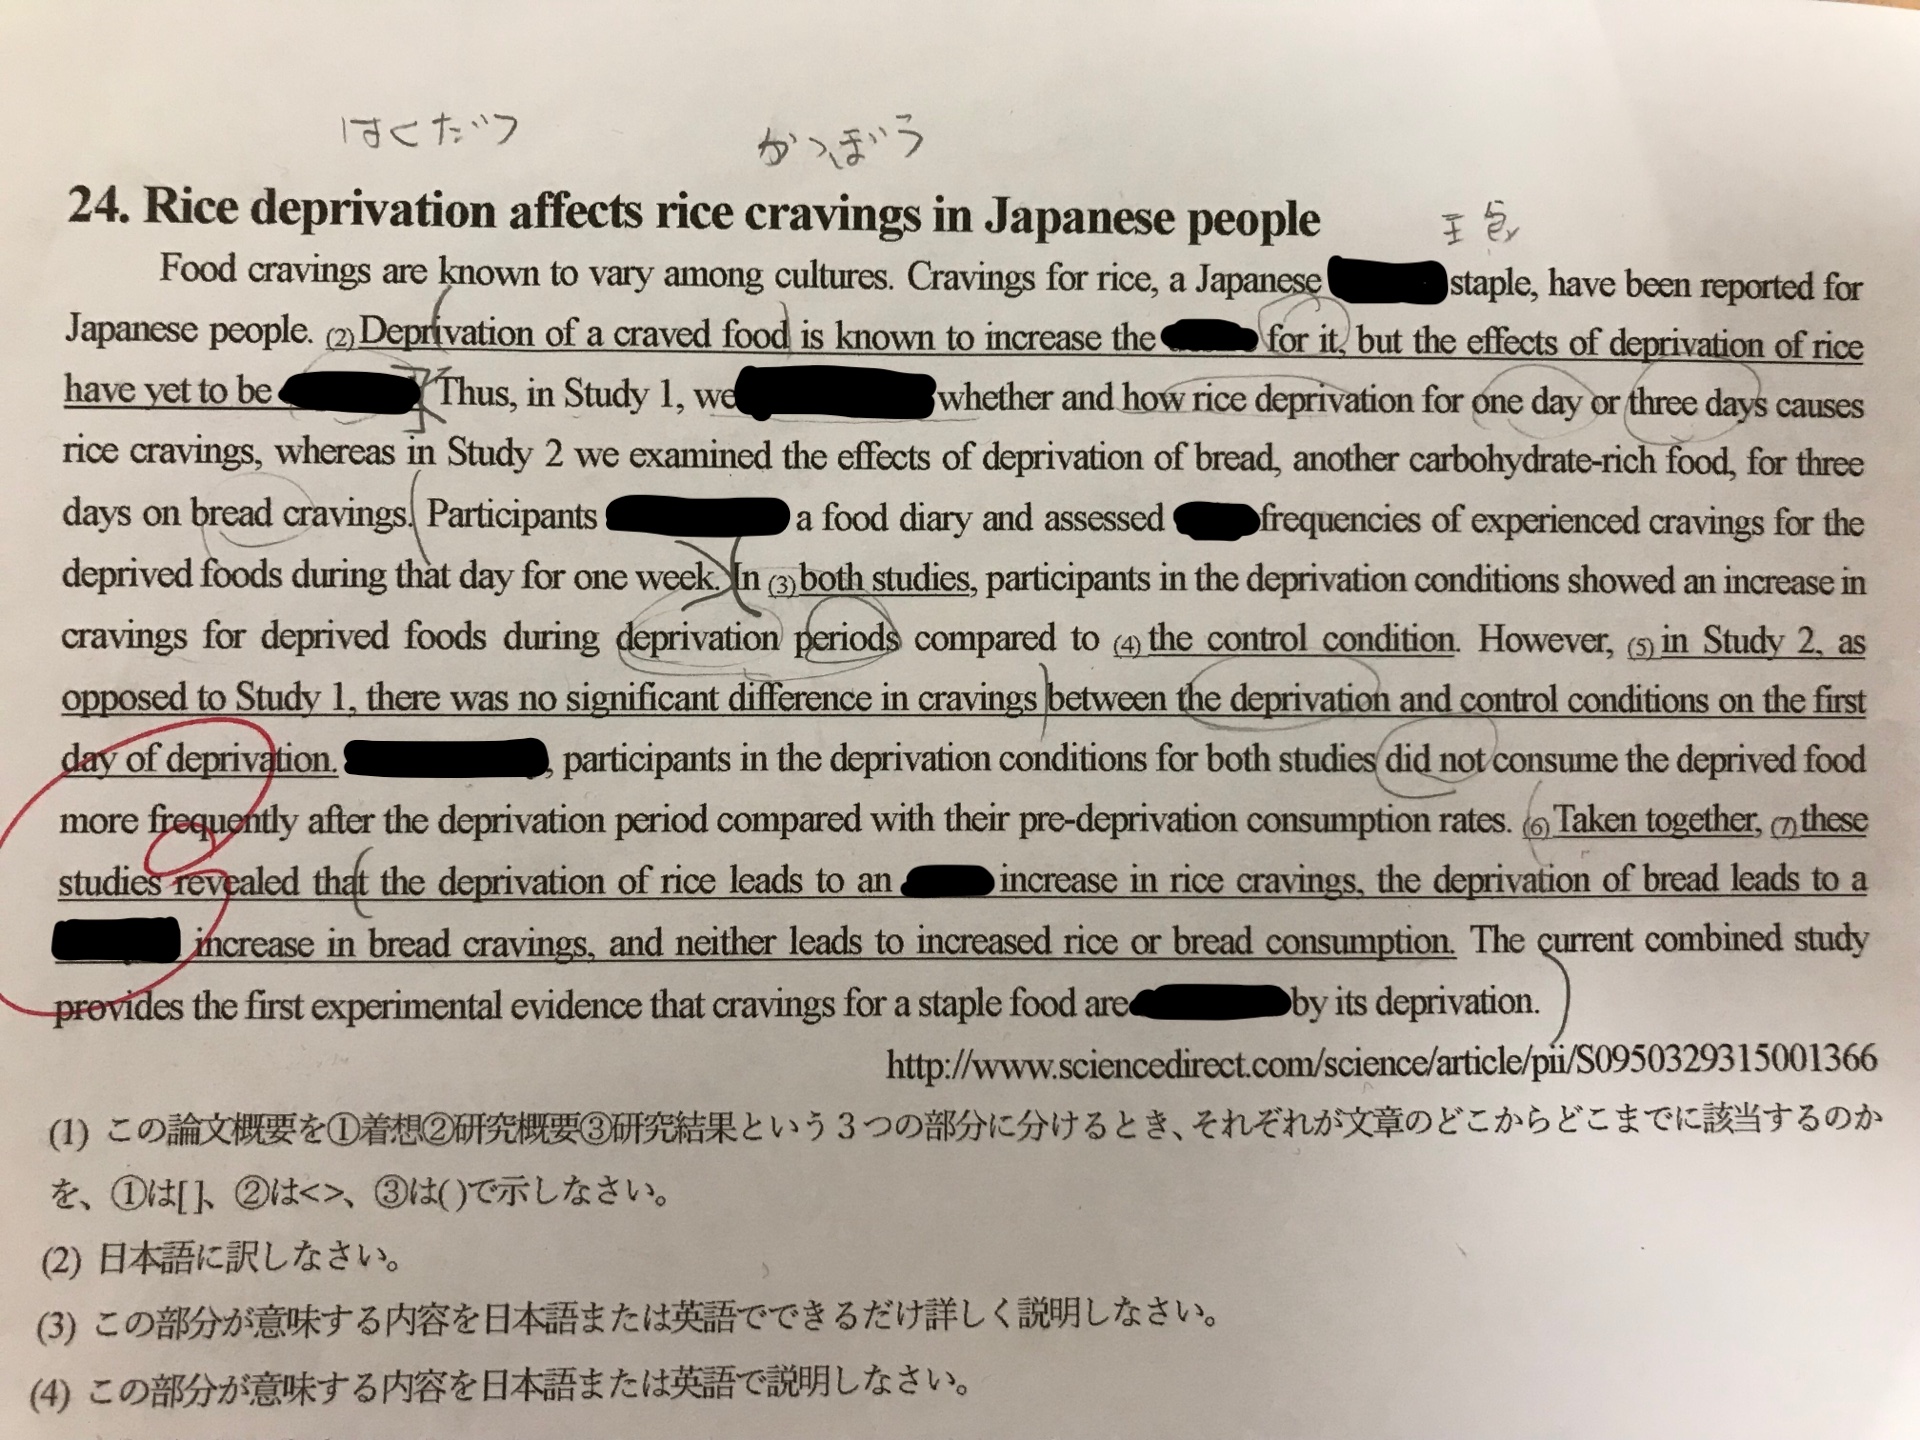 はくだつ かつぼう
24. Rice deprivation affects rice cravings in Japanese people
主食
Food cravings are known to vary among cultures. Cravings for rice, a Japanese staple, have been reported for
Japanese people. (2) Deprivation of a craved food is known to increase the for it, but the effects of deprivation of rice
have yet to be Thus, in Study 1, we whether and how rice deprivation for one day or three days causes
rice cravings, whereas in Study 2 we examined the effects of deprivation of bread, another carbohydrate-rich food, for three
days on bread cravings. Participants a food diary and assessed frequencies of experienced cravings for the
deprived foods during that day for one week. In (3) both studies, participants in the deprivation conditions showed an increase in
cravings for deprived foods during deprivation periods compared to (4) the control condition. However, (5) in Study 2, as
opposed to Study 1, there was no significant difference in cravings between the deprivation and control conditions on the first
day of deprivation. , participants in the deprivation conditions for both studies did not consume the deprived food
more frequently after the deprivation period compared with their pre-deprivation consumption rates. (6) Taken together, (7) these
studies revealed that the deprivation of rice leads to an increase in rice cravings, the deprivation of bread leads to a
increase in bread cravings, and neither leads to increased rice or bread consumption. The current combined study
provides the first experimental evidence that cravings for a staple food are by its deprivation.
http://www.sciencedirect.com/science/article/pii/S0950329315001366
(1) この論文概要を①着想②研究概要③研究結果という３つの部分に分けるとき、それぞれが文章のどこからどこまでに該当するのか
を、①は[ ]、②は< >、③は( )で示しなさい。
(2) 日本語に訳しなさい。
(3) この部分が意味する内容を日本語または英語でできるだけ詳しく説明しなさい。
(4) この部分が意味する内容を日本語または英語で説明しなさい。